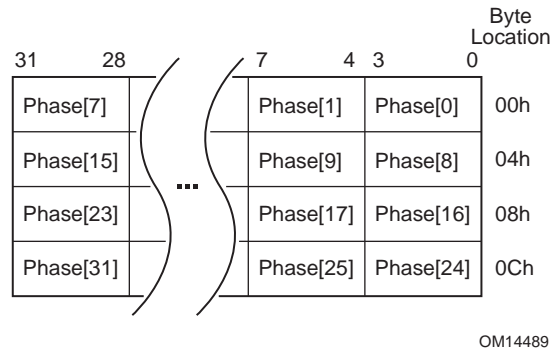 Byte
Location
31 28 7 4 3 0
Phase[7] Phase[1] Phase[0] 00h
Phase[15] Phase[9] Phase[8] 04h
...
Phase[23] Phase[17] Phase[16] 08h
Phase[31] Phase[25] Phase[24] 0Ch
OM14489